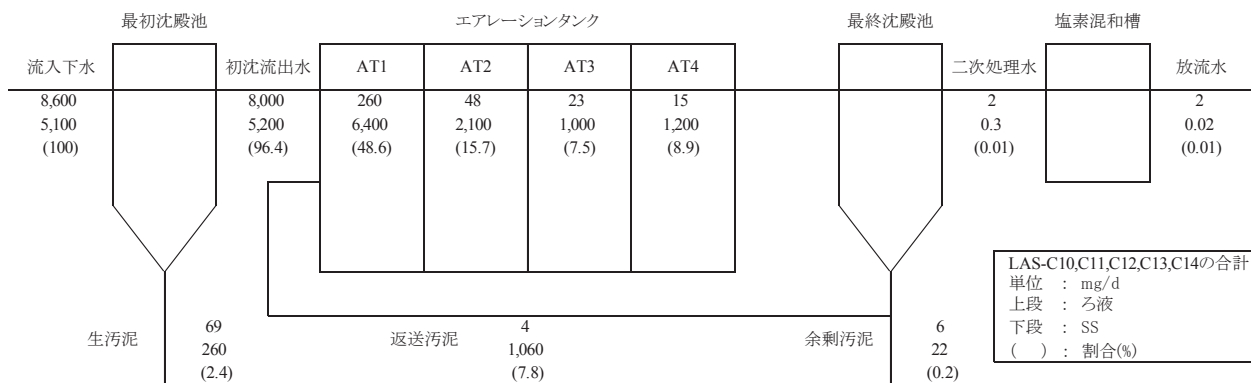 最初沈殿池 エアレーションタンク 最終沈殿池 塩素混和槽
流入下水 初沈流出水 AT1 AT2 AT3 AT4 二次処理水 放流水
8,600 8,000 260 48 23 15 2 2
5,100 5,200 6,400 2,100 1,000 1,200 0.3 0.02
(100) (96.4) (48.6) (15.7) (7.5) (8.9) (0.01) (0.01)
LAS-C10,C11,C12,C13,C14の合計
単位 : mg/d
上段 : ろ液
下段 : SS
( ) : 割合(%)
69 4 6
生汚泥 返送汚泥 余剰汚泥
260 1,060 22
(2.4) (7.8) (0.2)